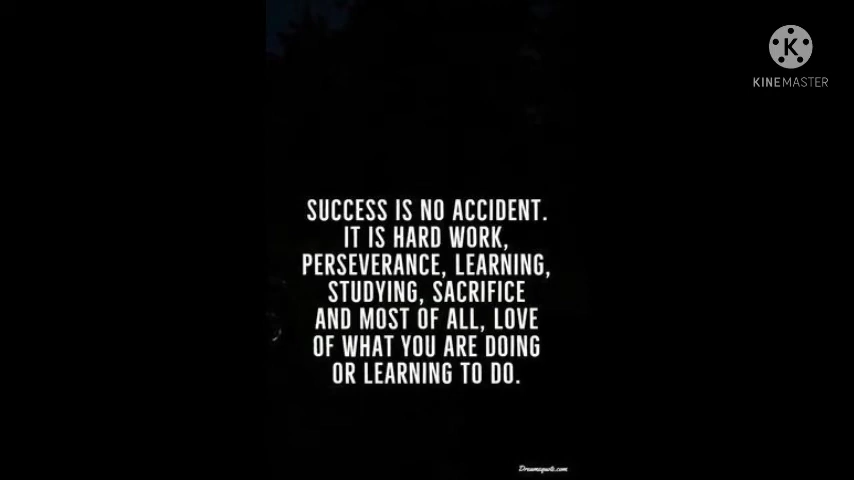 KINEMASTER
SUCCESS IS NO ACCIDENT.
IT IS HARD WORK,
PERSEVERANCE, LEARNING,
STUDYING, SACRIFICE
AND MOST OF ALL, LOVE
OF WHAT YOU ARE DOING
OR LEARNING TO DO.